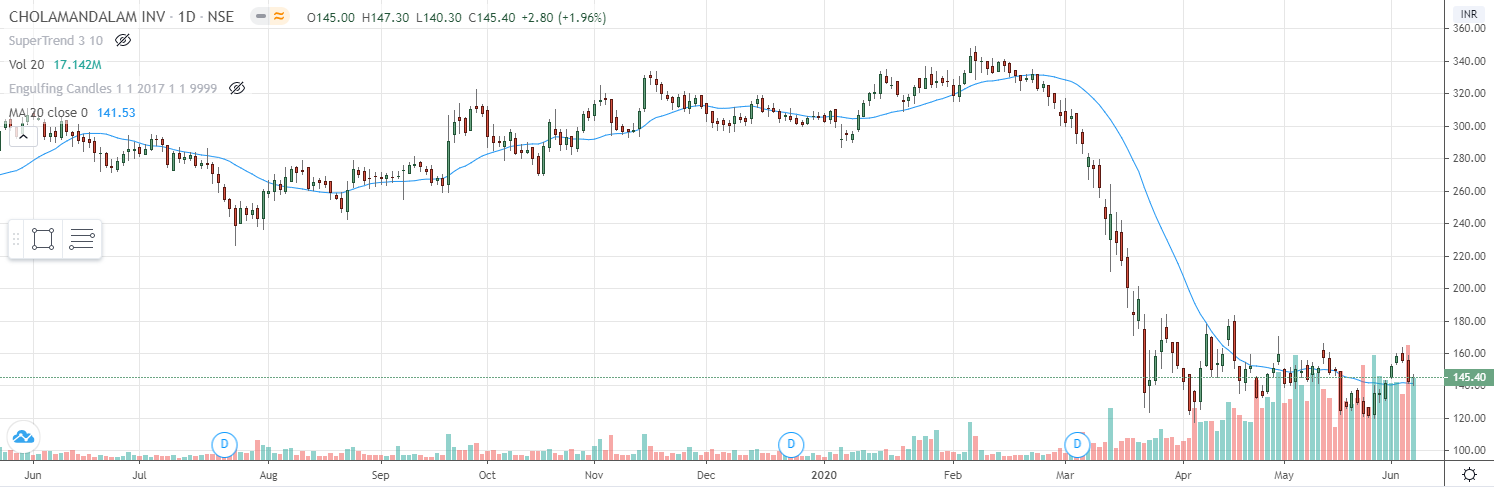 CHOLAMANDALAM INV · 1D · NSE O145.00 H147.30 L140.30 C145.40 +2.80 (+1.96%)
INR
SuperTrend 3 10
Vol 20 17.142M
Engulfing Candles 1 1 2017 1 1 9999
MA 20 close 0 141.53
360.00
340.00
320.00
300.00
280.00
260.00
240.00
220.00
200.00
180.00
160.00
145.40
140.00
120.00
100.00
D D D
Jun Jul Aug Sep Oct Nov Dec 2020 Feb Mar Apr May Jun